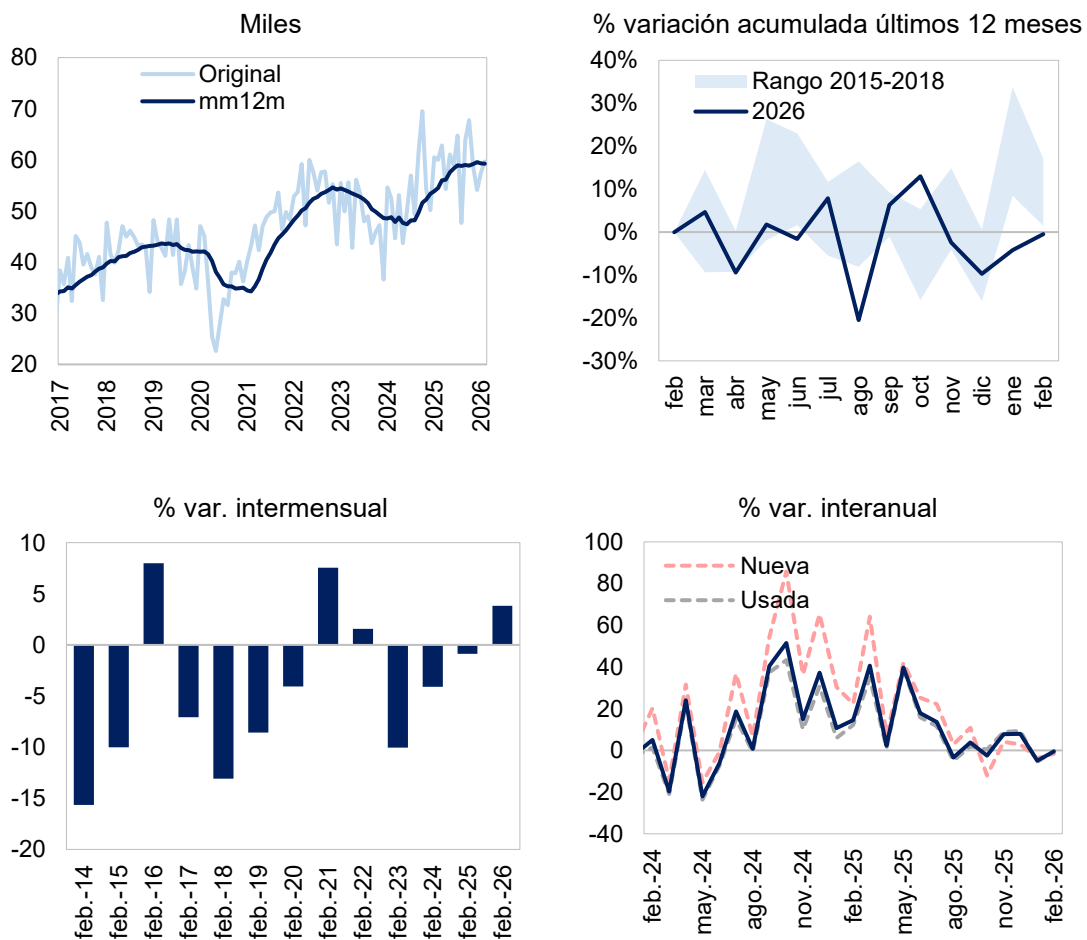 Miles
80
70
60
50
40
30
20
Original
mm12m
2017
2018
2019
2020
2021
2022
2023
2024
2025
2026
% variación acumulada últimos 12 meses
40%
30%
20%
10%
0%
-10%
-20%
-30%
Rango 2015-2018
2026
feb
mar
abr
may
jun
jul
ago
sep
oct
nov
dic
ene
feb
% var. intermensual
10
5
0
-5
-10
-15
-20
feb.-14
feb.-15
feb.-16
feb.-17
feb.-18
feb.-19
feb.-20
feb.-21
feb.-22
feb.-23
feb.-24
feb.-25
feb.-26
% var. interanual
100
80
60
40
20
0
-20
-40
Nueva
Usada
feb.-24
may.-24
ago.-24
nov.-24
feb.-25
may.-25
ago.-25
nov.-25
feb.-26